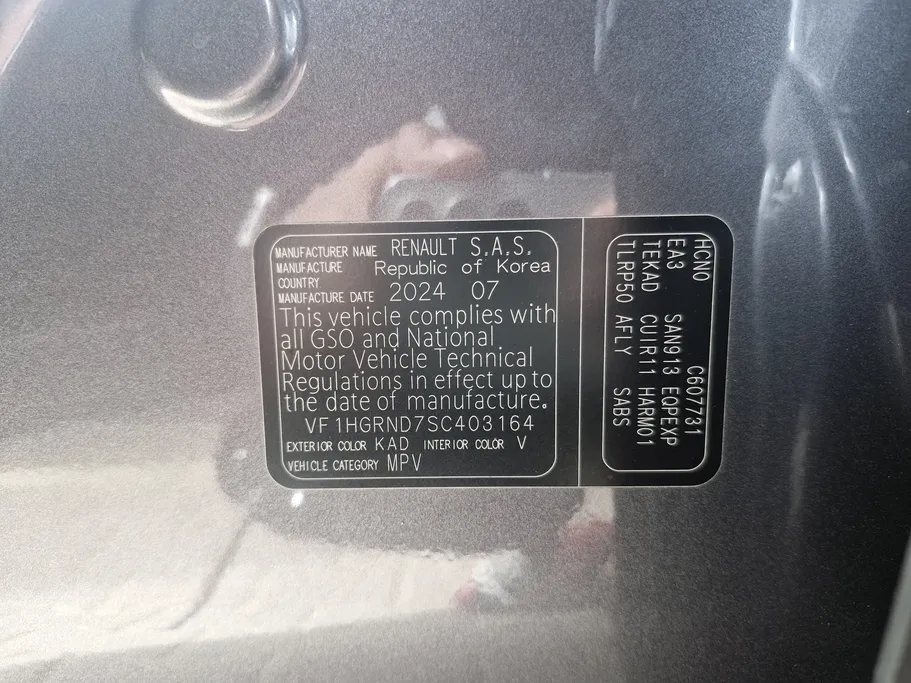 MANUFACTURER NAME RENAULT S.A.S.
MANUFACTURE Republic of Korea
COUNTRY
MANUFACTURE DATE 2024 07
This vehicle complies with
all GSO and National
Motor Vehicle Technical
Regulations in effect up to
the date of manufacture.
VF1HGRND7SC403164
EXTERIOR COLOR KAD INTERIOR COLOR V
VEHICLE CATEGORY MPV
HCN0 C607731
EA3 SAN913 EQPEXP
TEKAD CUIR11 HARM01
TLRP50 AFLY SABS